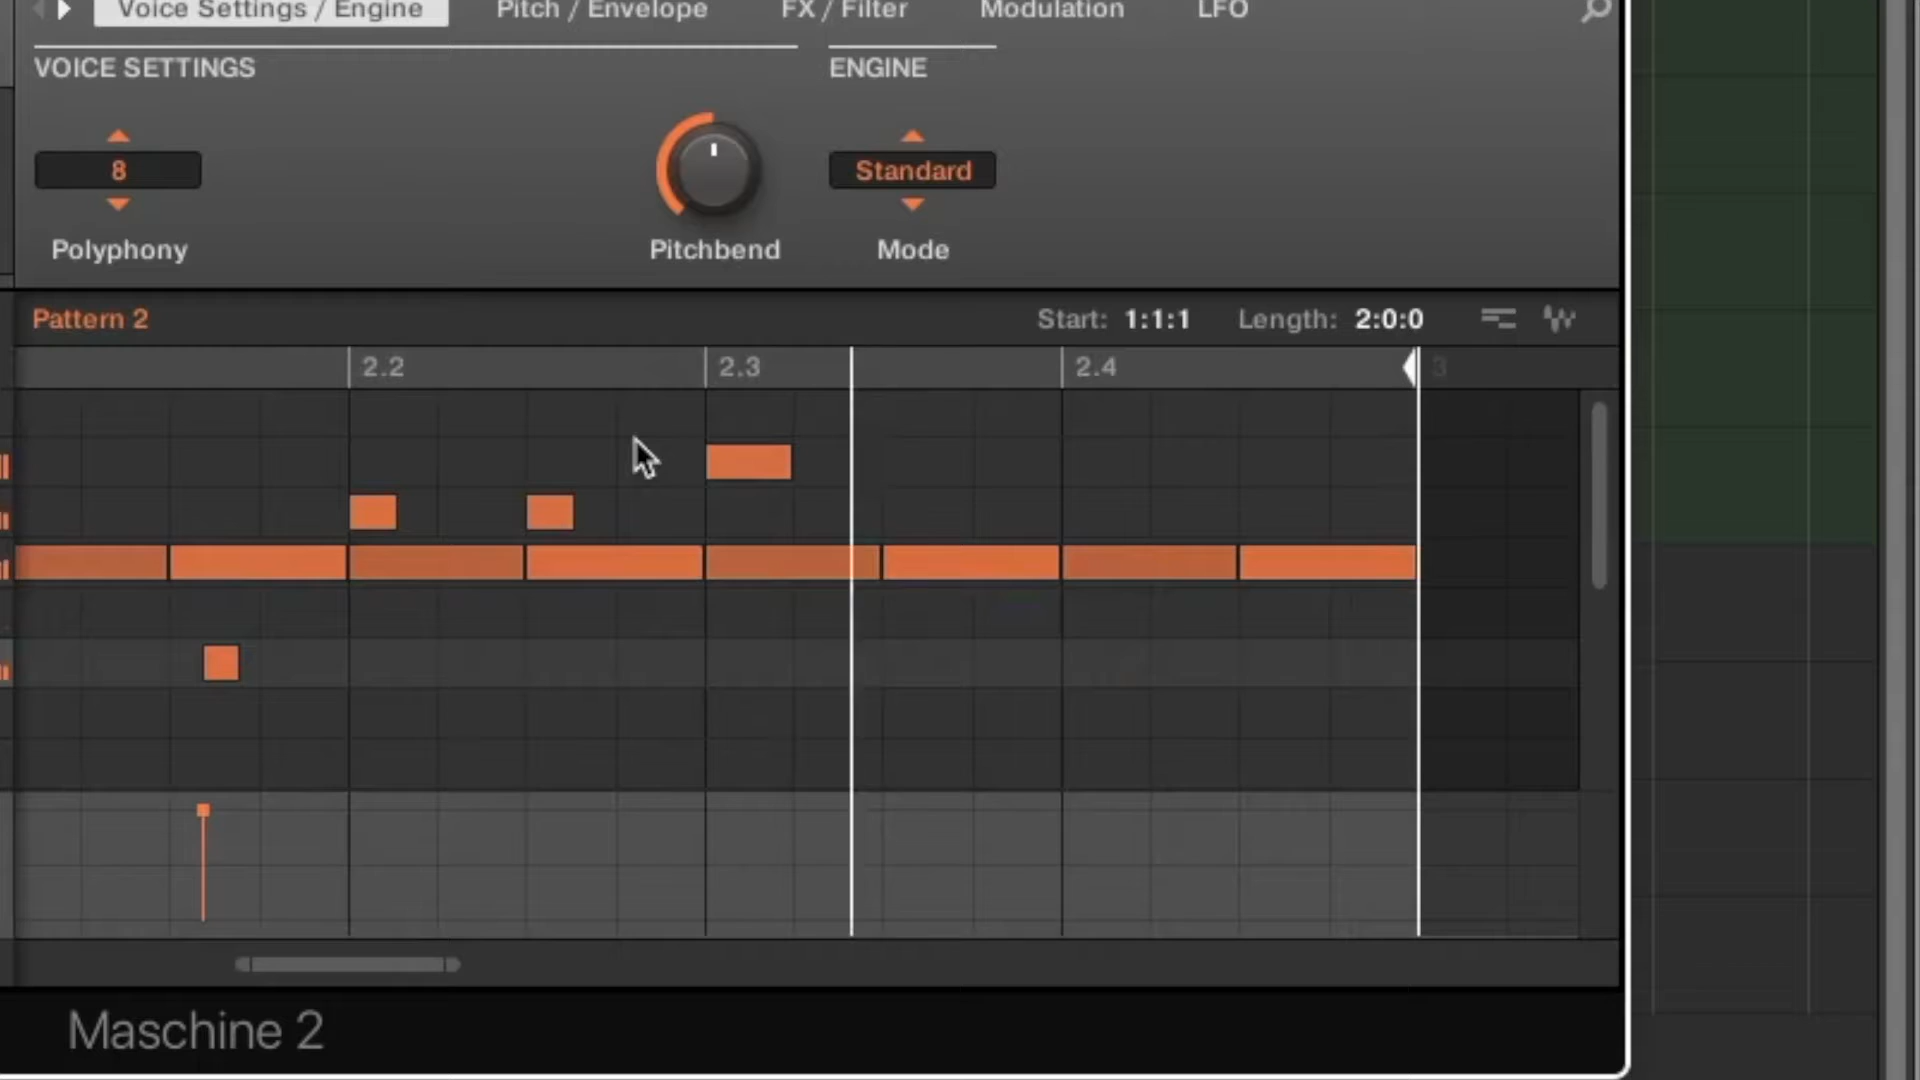 Voice Settings / Engine Pitch / Envelope FX / Filter Modulation LFO
VOICE SETTINGS ENGINE
8 Standard
Polyphony Pitchbend Mode
Pattern 2 Start: 1:1:1 Length: 2:0:0
2.2 2.3 2.4 3
Maschine 2